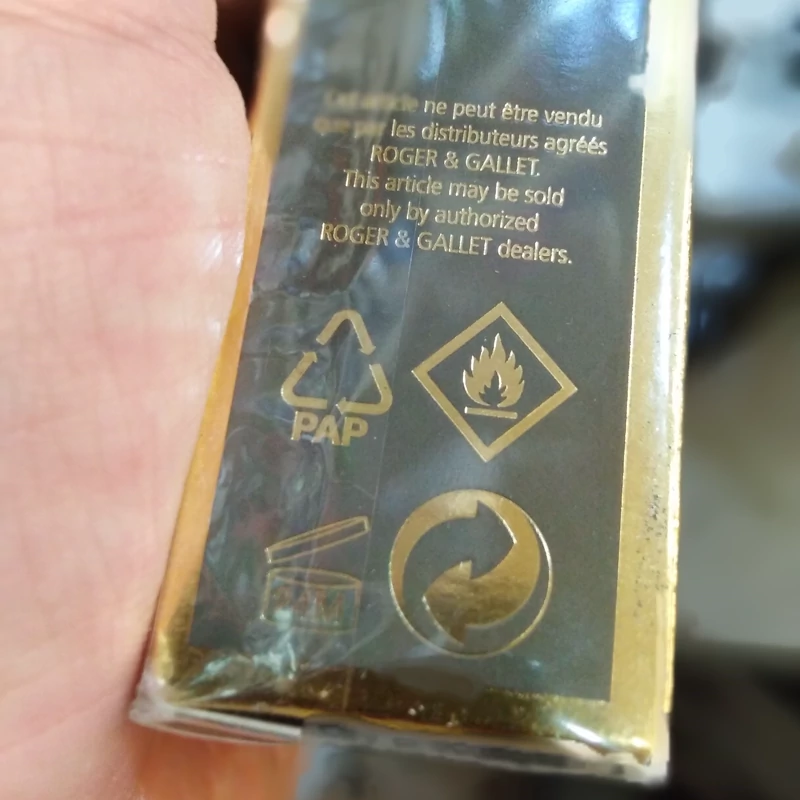 ne peut être vendu
les distributeurs agréés
ROGER & GALLET.
This article may be sold
only by authorized
ROGER & GALLET dealers.
PAP